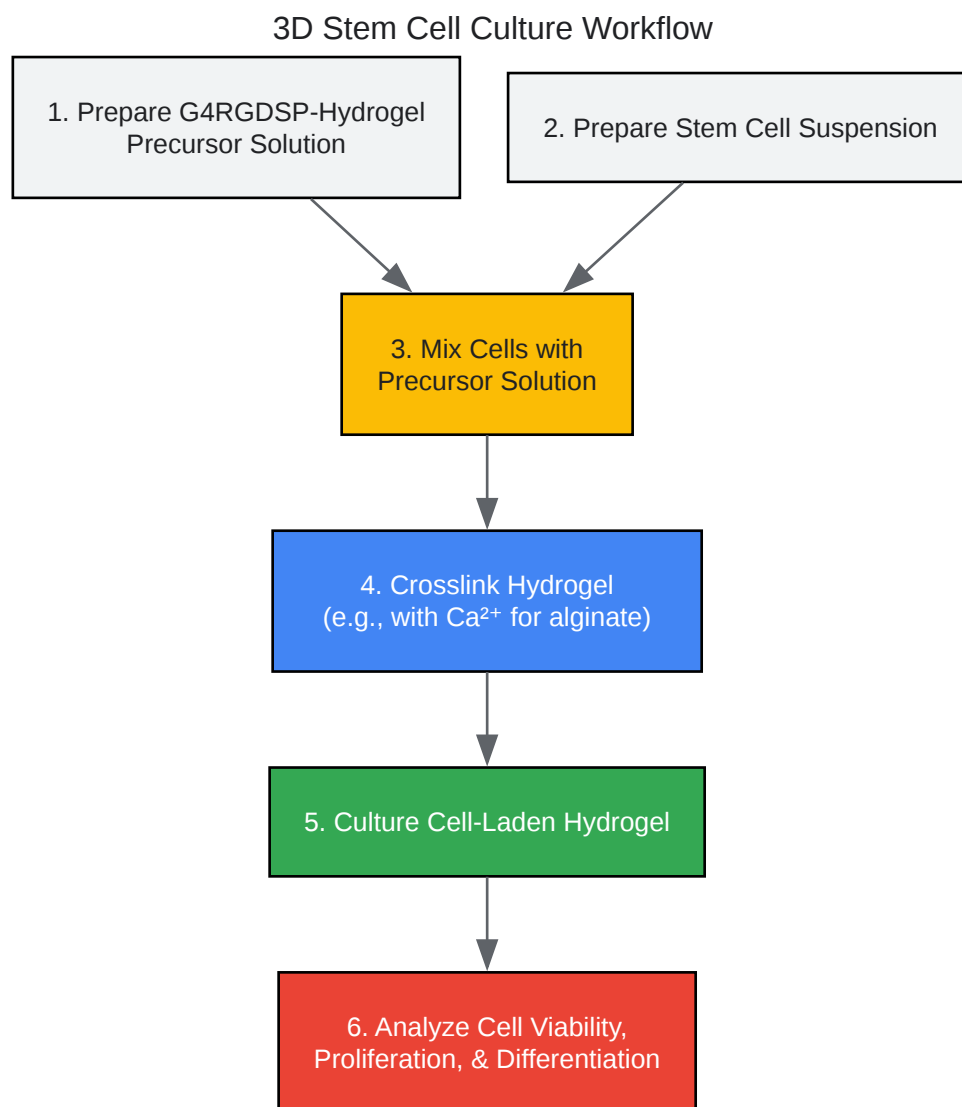 3D Stem Cell Culture Workflow
1. Prepare G4RGDSP-Hydrogel
Precursor Solution
2. Prepare Stem Cell Suspension
3. Mix Cells with
Precursor Solution
4. Crosslink Hydrogel
(e.g., with Ca²⁺ for alginate)
5. Culture Cell-Laden Hydrogel
6. Analyze Cell Viability,
Proliferation, & Differentiation